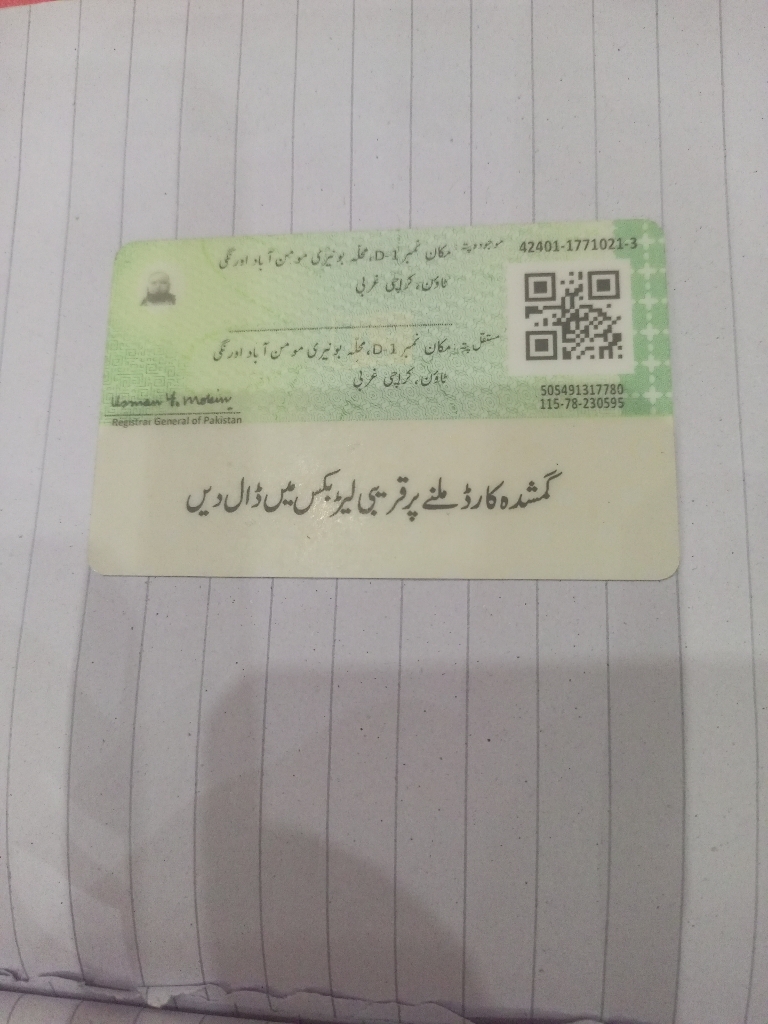 موجودہ پتہ: مکان نمبر D-1، محلہ بونیری مومن آباد اورنگی
ٹاؤن، کراچی غربی
42401-1771021-3
مستقل پتہ: مکان نمبر D-1، محلہ بونیری مومن آباد اورنگی
ٹاؤن، کراچی غربی
505491317780
115-78-230595
Usman Y. Mobin
Registrar General of Pakistan
گمشدہ کارڈ ملنے پر قریبی لیٹر بکس میں ڈال دیں